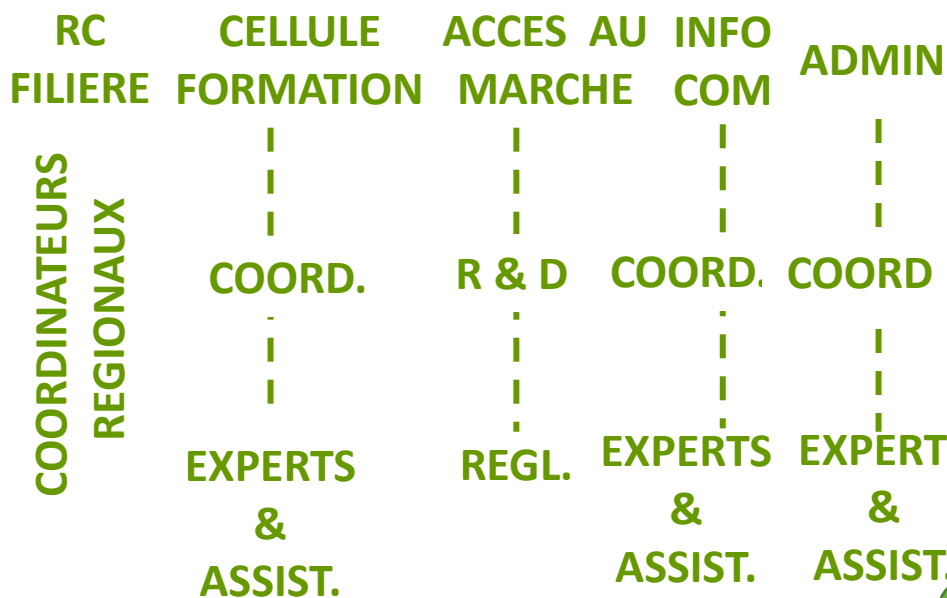 RC
FILIERE
CELLULE
FORMATION
ACCES AU
MARCHE
INFO
COM
ADMIN
COORDINATEURS
REGIONAUX
COORD.
R & D
COORD.
COORD
EXPERTS
&
ASSIST.
REGL.
EXPERTS
&
ASSIST.
EXPERT
&
ASSIST.